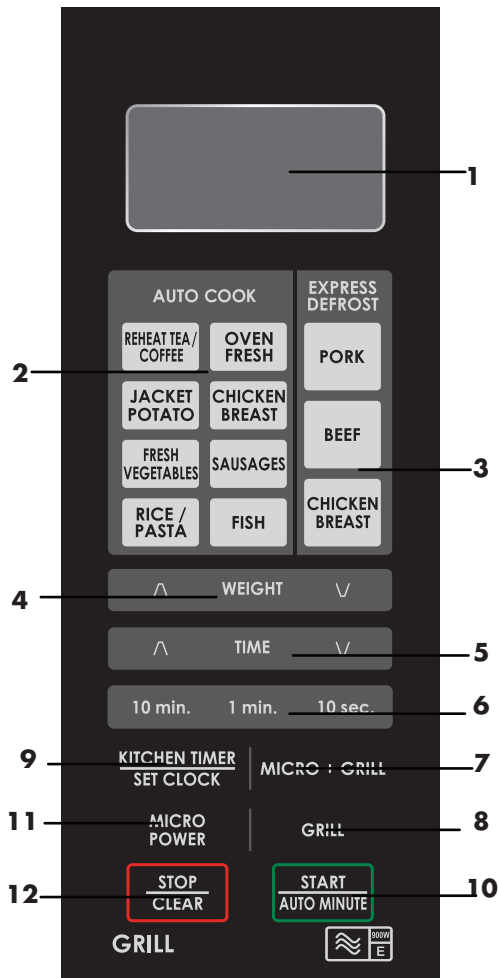 1
AUTO COOK
EXPRESS
DEFROST
REHEAT TEA/
COFFEE
OVEN
FRESH
PORK
2
JACKET
POTATO
CHICKEN
BREAST
BEEF
FRESH
VEGETABLES
SAUSAGES
3
RICE /
PASTA
FISH
CHICKEN
BREAST
4
WEIGHT
TIME
5
10 min. 1 min. 10 sec.
6
9
KITCHEN TIMER
SET CLOCK
MICRO + GRILL
7
11
MICRO
POWER
GRILL
8
12
STOP
CLEAR
START
AUTO MINUTE
10
GRILL
900W
E